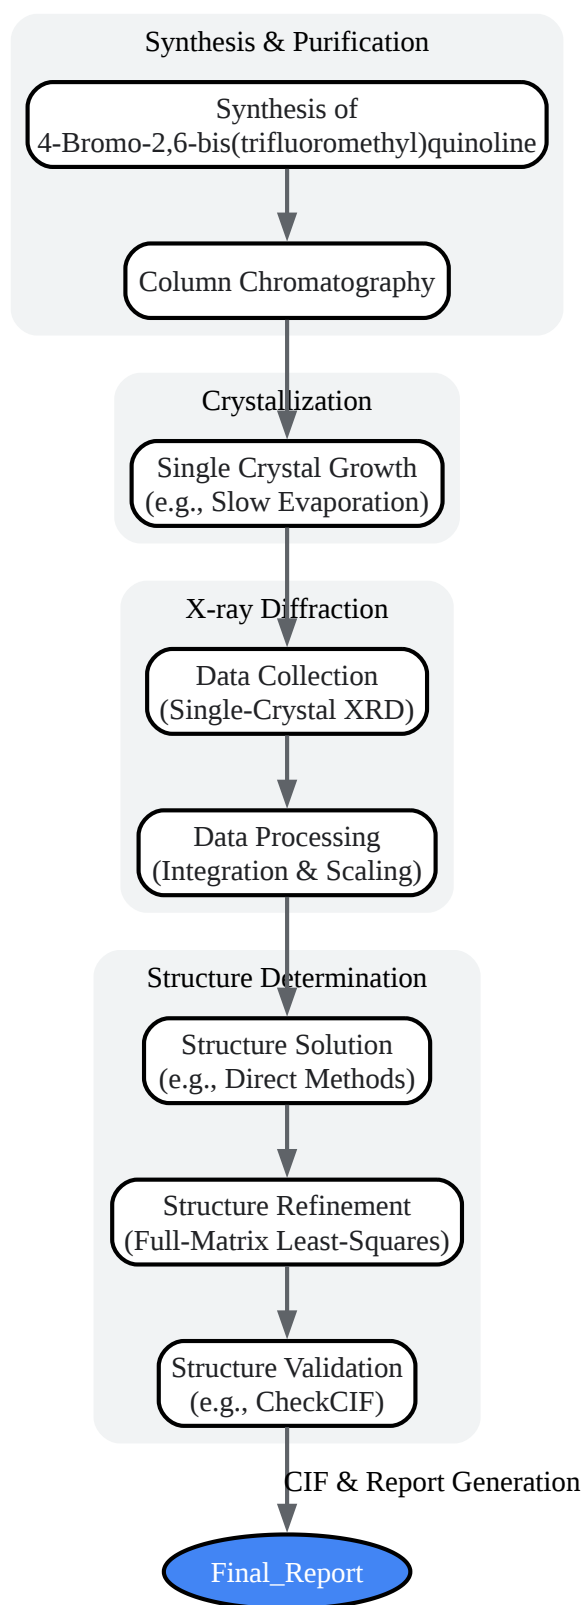 Synthesis & Purification
Synthesis of
4-Bromo-2,6-bis(trifluoromethyl)quinoline
Column Chromatography
Crystallization
Single Crystal Growth
(e.g., Slow Evaporation)
X-ray Diffraction
Data Collection
(Single-Crystal XRD)
Data Processing
(Integration & Scaling)
Structure Determination
Structure Solution
(e.g., Direct Methods)
Structure Refinement
(Full-Matrix Least-Squares)
Structure Validation
(e.g., CheckCIF)
CIF & Report Generation
Final_Report